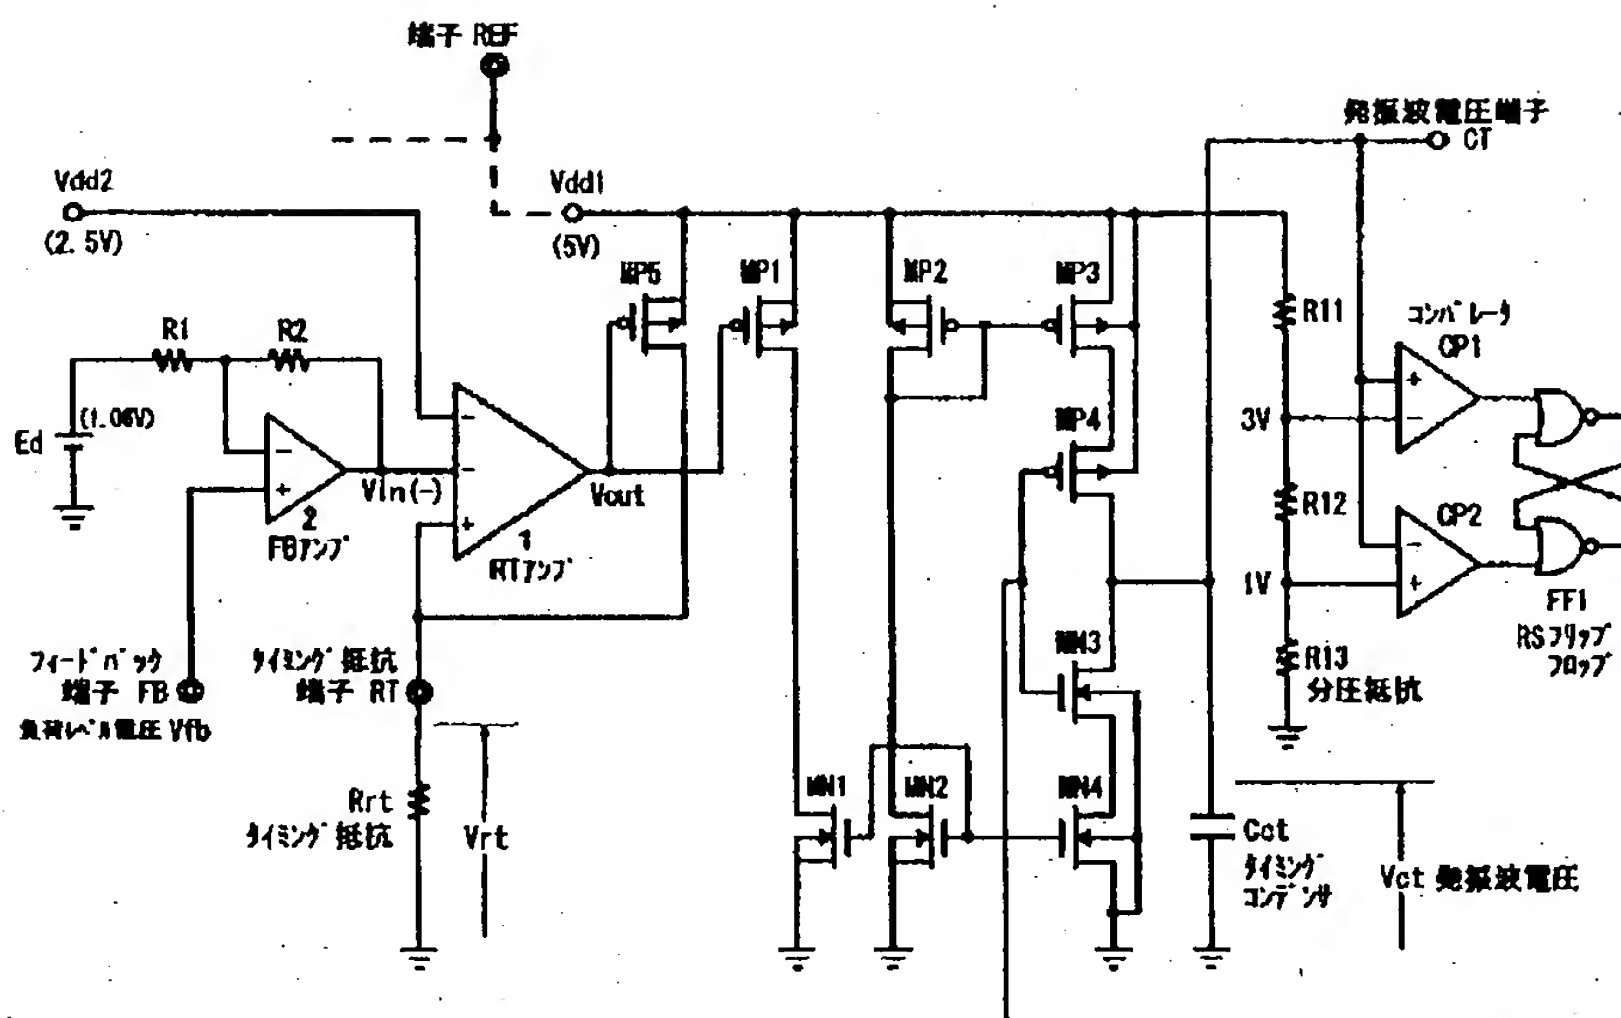 端子 REF
発振波電圧端子
CT
Vdd2
(2.5V)
Vdd1
(5V)
MP5
MP1
MP2
MP3
R11
コンパレータ
CP1
R1
R2
(1.06V)
Ed
3V
MP4
Vin(-)
Vout
2
FBアンプ
1
RTアンプ
R12
CP2
1V
FF1
RSフリップ
フロップ
フィードバック
端子 FB
負荷レベル電圧 Vfb
タイミング抵抗
端子 RT
MN3
R13
分圧抵抗
Rrt
タイミング抵抗
Vrt
MN1
MN2
MN4
Cct
タイミング
コンデンサ
Vct 発振波電圧